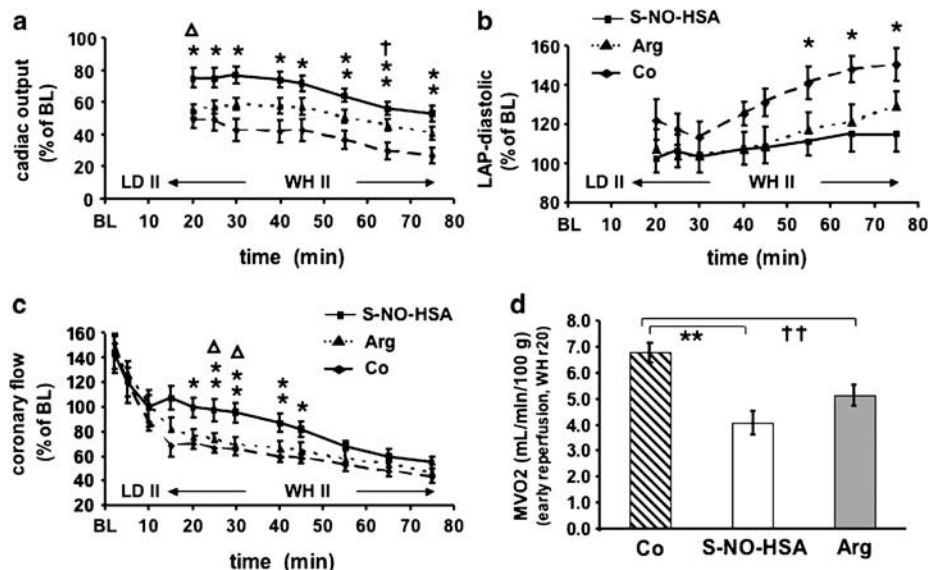 a
cadiac output
(% of BL)
100
80
60
40
20
0
Δ
* * * * * * * † * * * *
LD II
WH II
BL 10 20 30 40 50 60 70 80
time (min)
S-NO-HSA
Arg
Co
b
LAP-diastolic
(% of BL)
160
140
120
100
80
* * *
LD II
WH II
BL 10 20 30 40 50 60 70 80
time (min)
c
coronary flow
(% of BL)
160
140
120
100
80
60
40
20
Δ Δ
* * * * * * * *
S-NO-HSA
Arg
Co
LD II
WH II
BL 10 20 30 40 50 60 70 80
time (min)
d
MVO2 (mL/min/100 g)
(early reperfusion, WH r20)
8.0
7.0
6.0
5.0
4.0
3.0
2.0
1.0
0.0
**
††
Co S-NO-HSA Arg